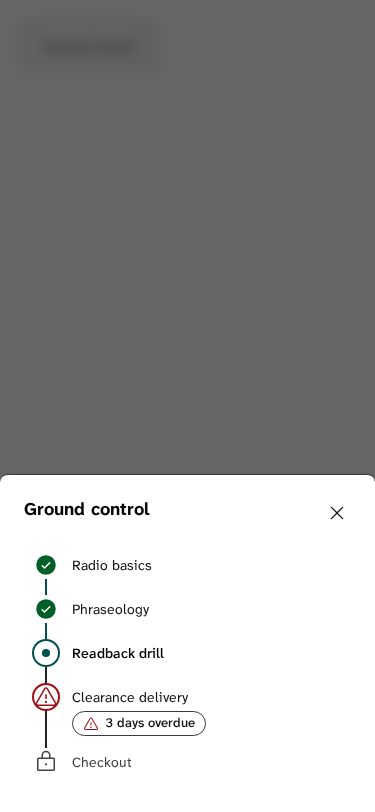 Ground control
Radio basics
Phraseology
Readback drill
Clearance delivery
3 days overdue
Checkout